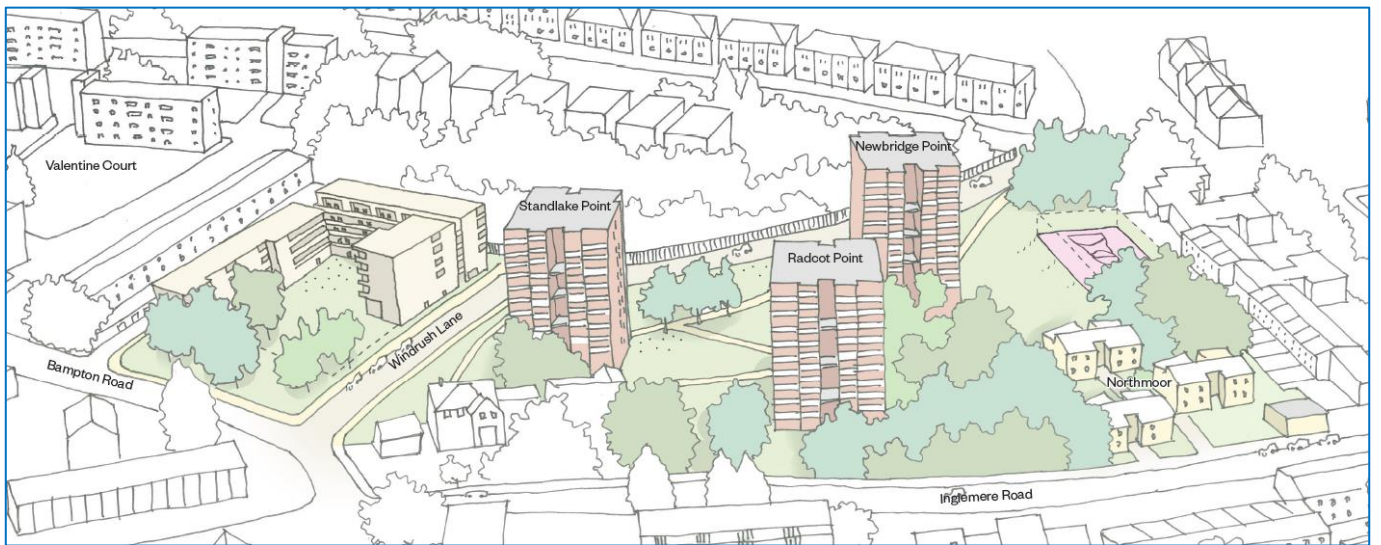 Valentine Court
Newbridge Point
Standlake Point
Radcot Point
Windrush Lane
Bampton Road
Northmoor
Inglemere Road